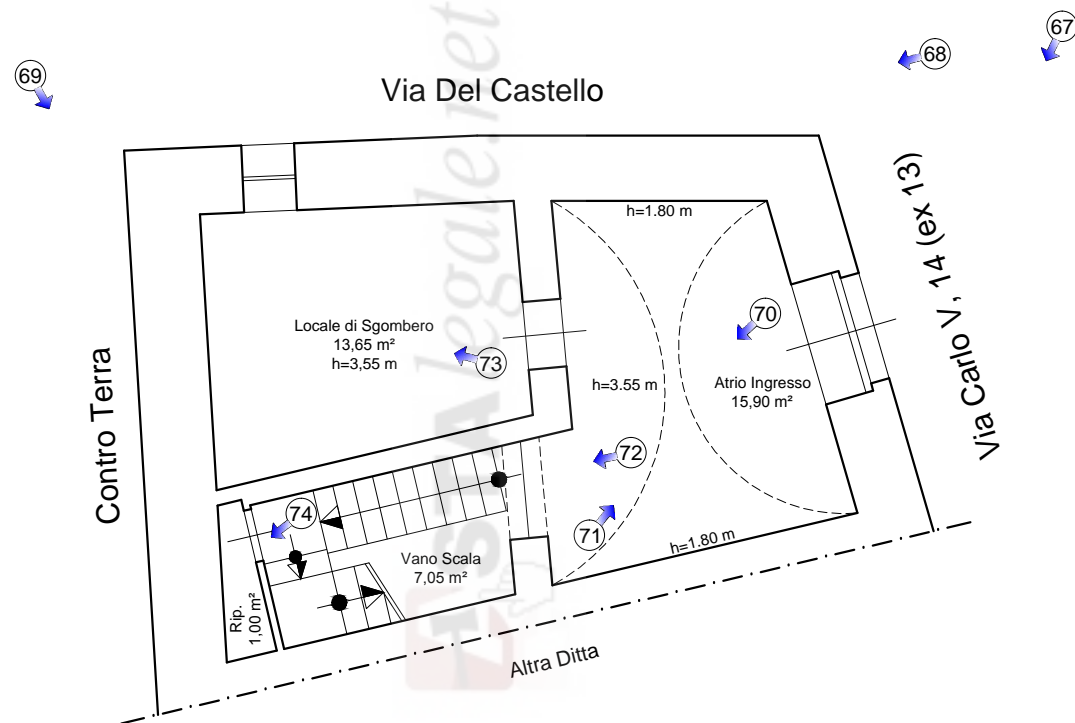 67
68
69
Via Del Castello
Via Carlo V, 14 (ex 13)
h=1.80 m
70
Locale di Sgombero
13,65 m²
h=3,55 m
73
h=3.55 m
Atrio Ingresso
15,90 m²
Contro Terra
72
74
71
h=1.80 m
Vano Scala
7,05 m²
Rip.
1,00 m²
Altra Ditta
ASTAlegale.net